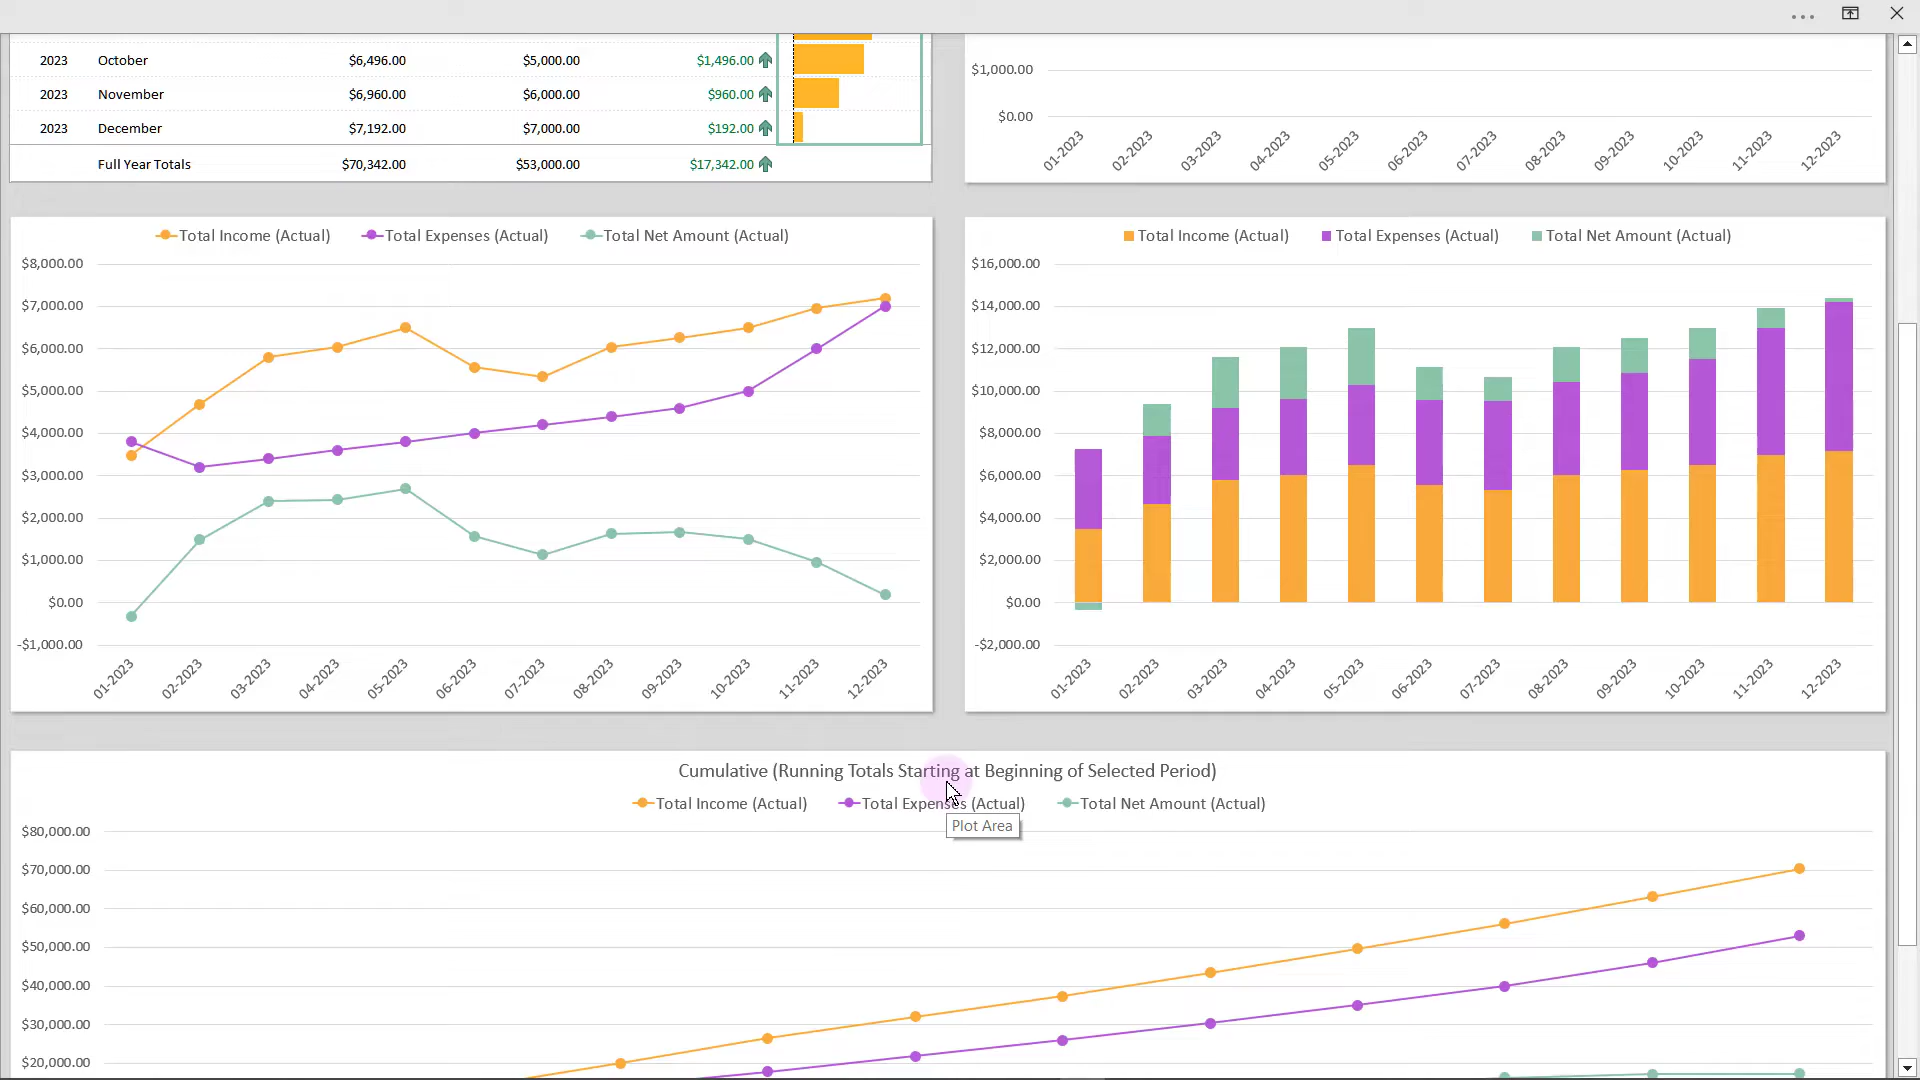 2023 October $6,496.00 $5,000.00 $1,496.00
2023 November $6,960.00 $6,000.00 $960.00
2023 December $7,192.00 $7,000.00 $192.00
Full Year Totals $70,342.00 $53,000.00 $17,342.00
$1,000.00
$0.00
01-2023 02-2023 03-2023 04-2023 05-2023 06-2023 07-2023 08-2023 09-2023 10-2023 11-2023 12-2023
Total Income (Actual) Total Expenses (Actual) Total Net Amount (Actual)
$8,000.00
$7,000.00
$6,000.00
$5,000.00
$4,000.00
$3,000.00
$2,000.00
$1,000.00
$0.00
-$1,000.00
01-2023 02-2023 03-2023 04-2023 05-2023 06-2023 07-2023 08-2023 09-2023 10-2023 11-2023 12-2023
Total Income (Actual) Total Expenses (Actual) Total Net Amount (Actual)
$16,000.00
$14,000.00
$12,000.00
$10,000.00
$8,000.00
$6,000.00
$4,000.00
$2,000.00
$0.00
-$2,000.00
01-2023 02-2023 03-2023 04-2023 05-2023 06-2023 07-2023 08-2023 09-2023 10-2023 11-2023 12-2023
Cumulative (Running Totals Starting at Beginning of Selected Period)
Total Income (Actual) Total Expenses (Actual) Total Net Amount (Actual)
Plot Area
$80,000.00
$70,000.00
$60,000.00
$50,000.00
$40,000.00
$30,000.00
$20,000.00